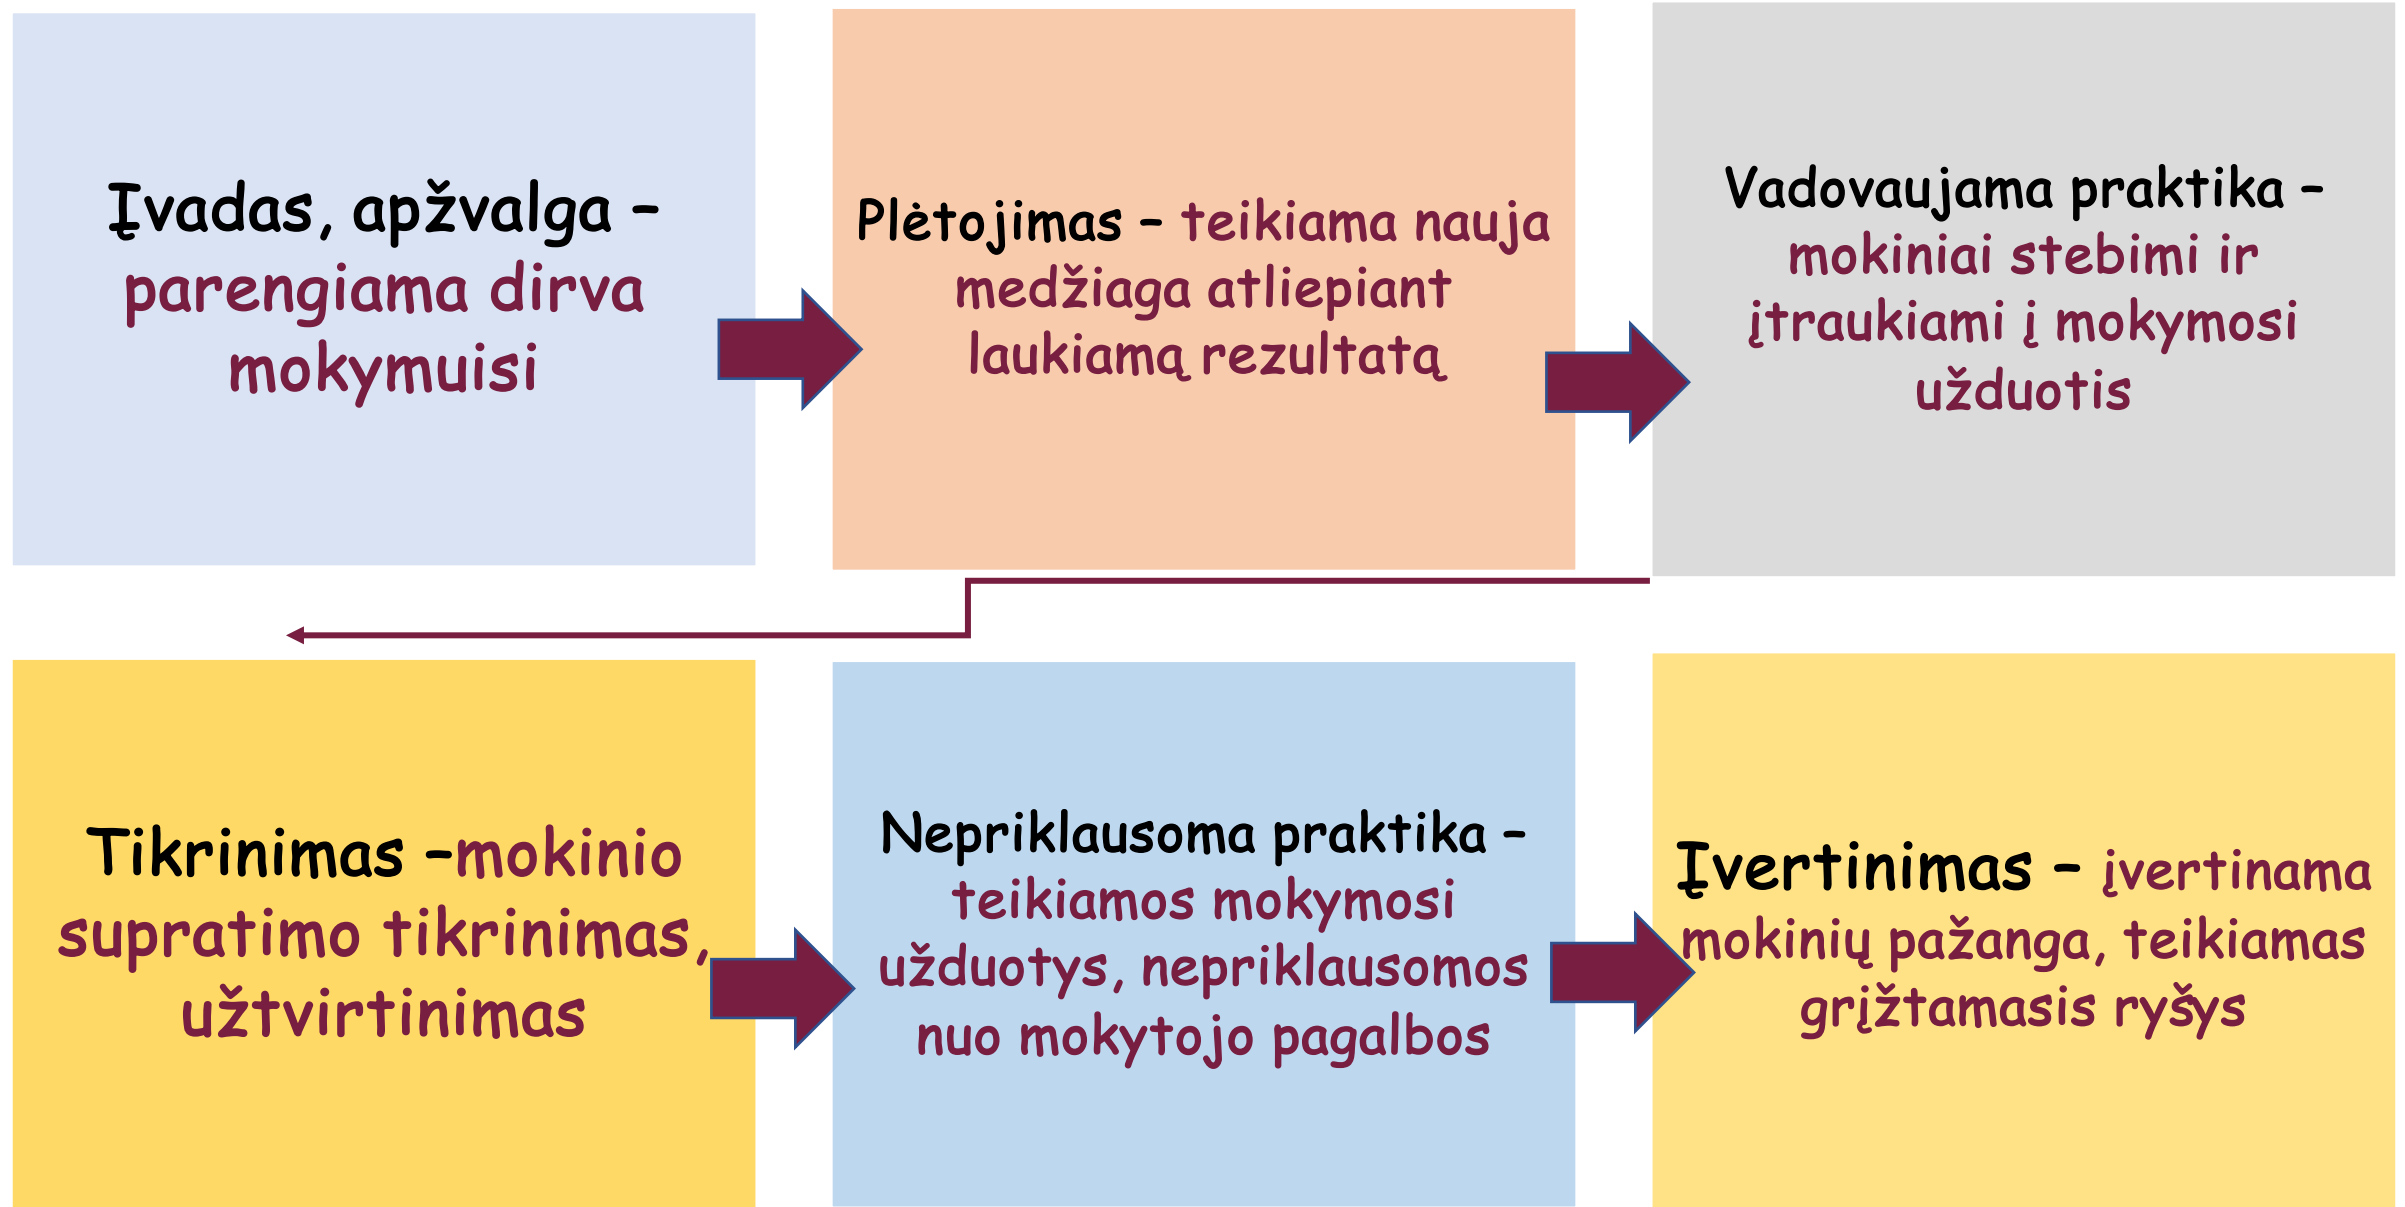 Įvadas, apžvalga –
parengiama dirva
mokymuisi
Plėtojimas – teikiama nauja
medžiaga atliepiant
laukiamą rezultatą
Vadovaujama praktika –
mokiniai stebimi ir
įtraukiami į mokymosi
užduotis
Tikrinimas –mokinio
supratimo tikrinimas,
užtvirtinimas
Nepriklausoma praktika –
teikiamos mokymosi
užduotys, nepriklausomos
nuo mokytojo pagalbos
Įvertinimas – įvertinama
mokinių pažanga, teikiamas
grįžtamasis ryšys